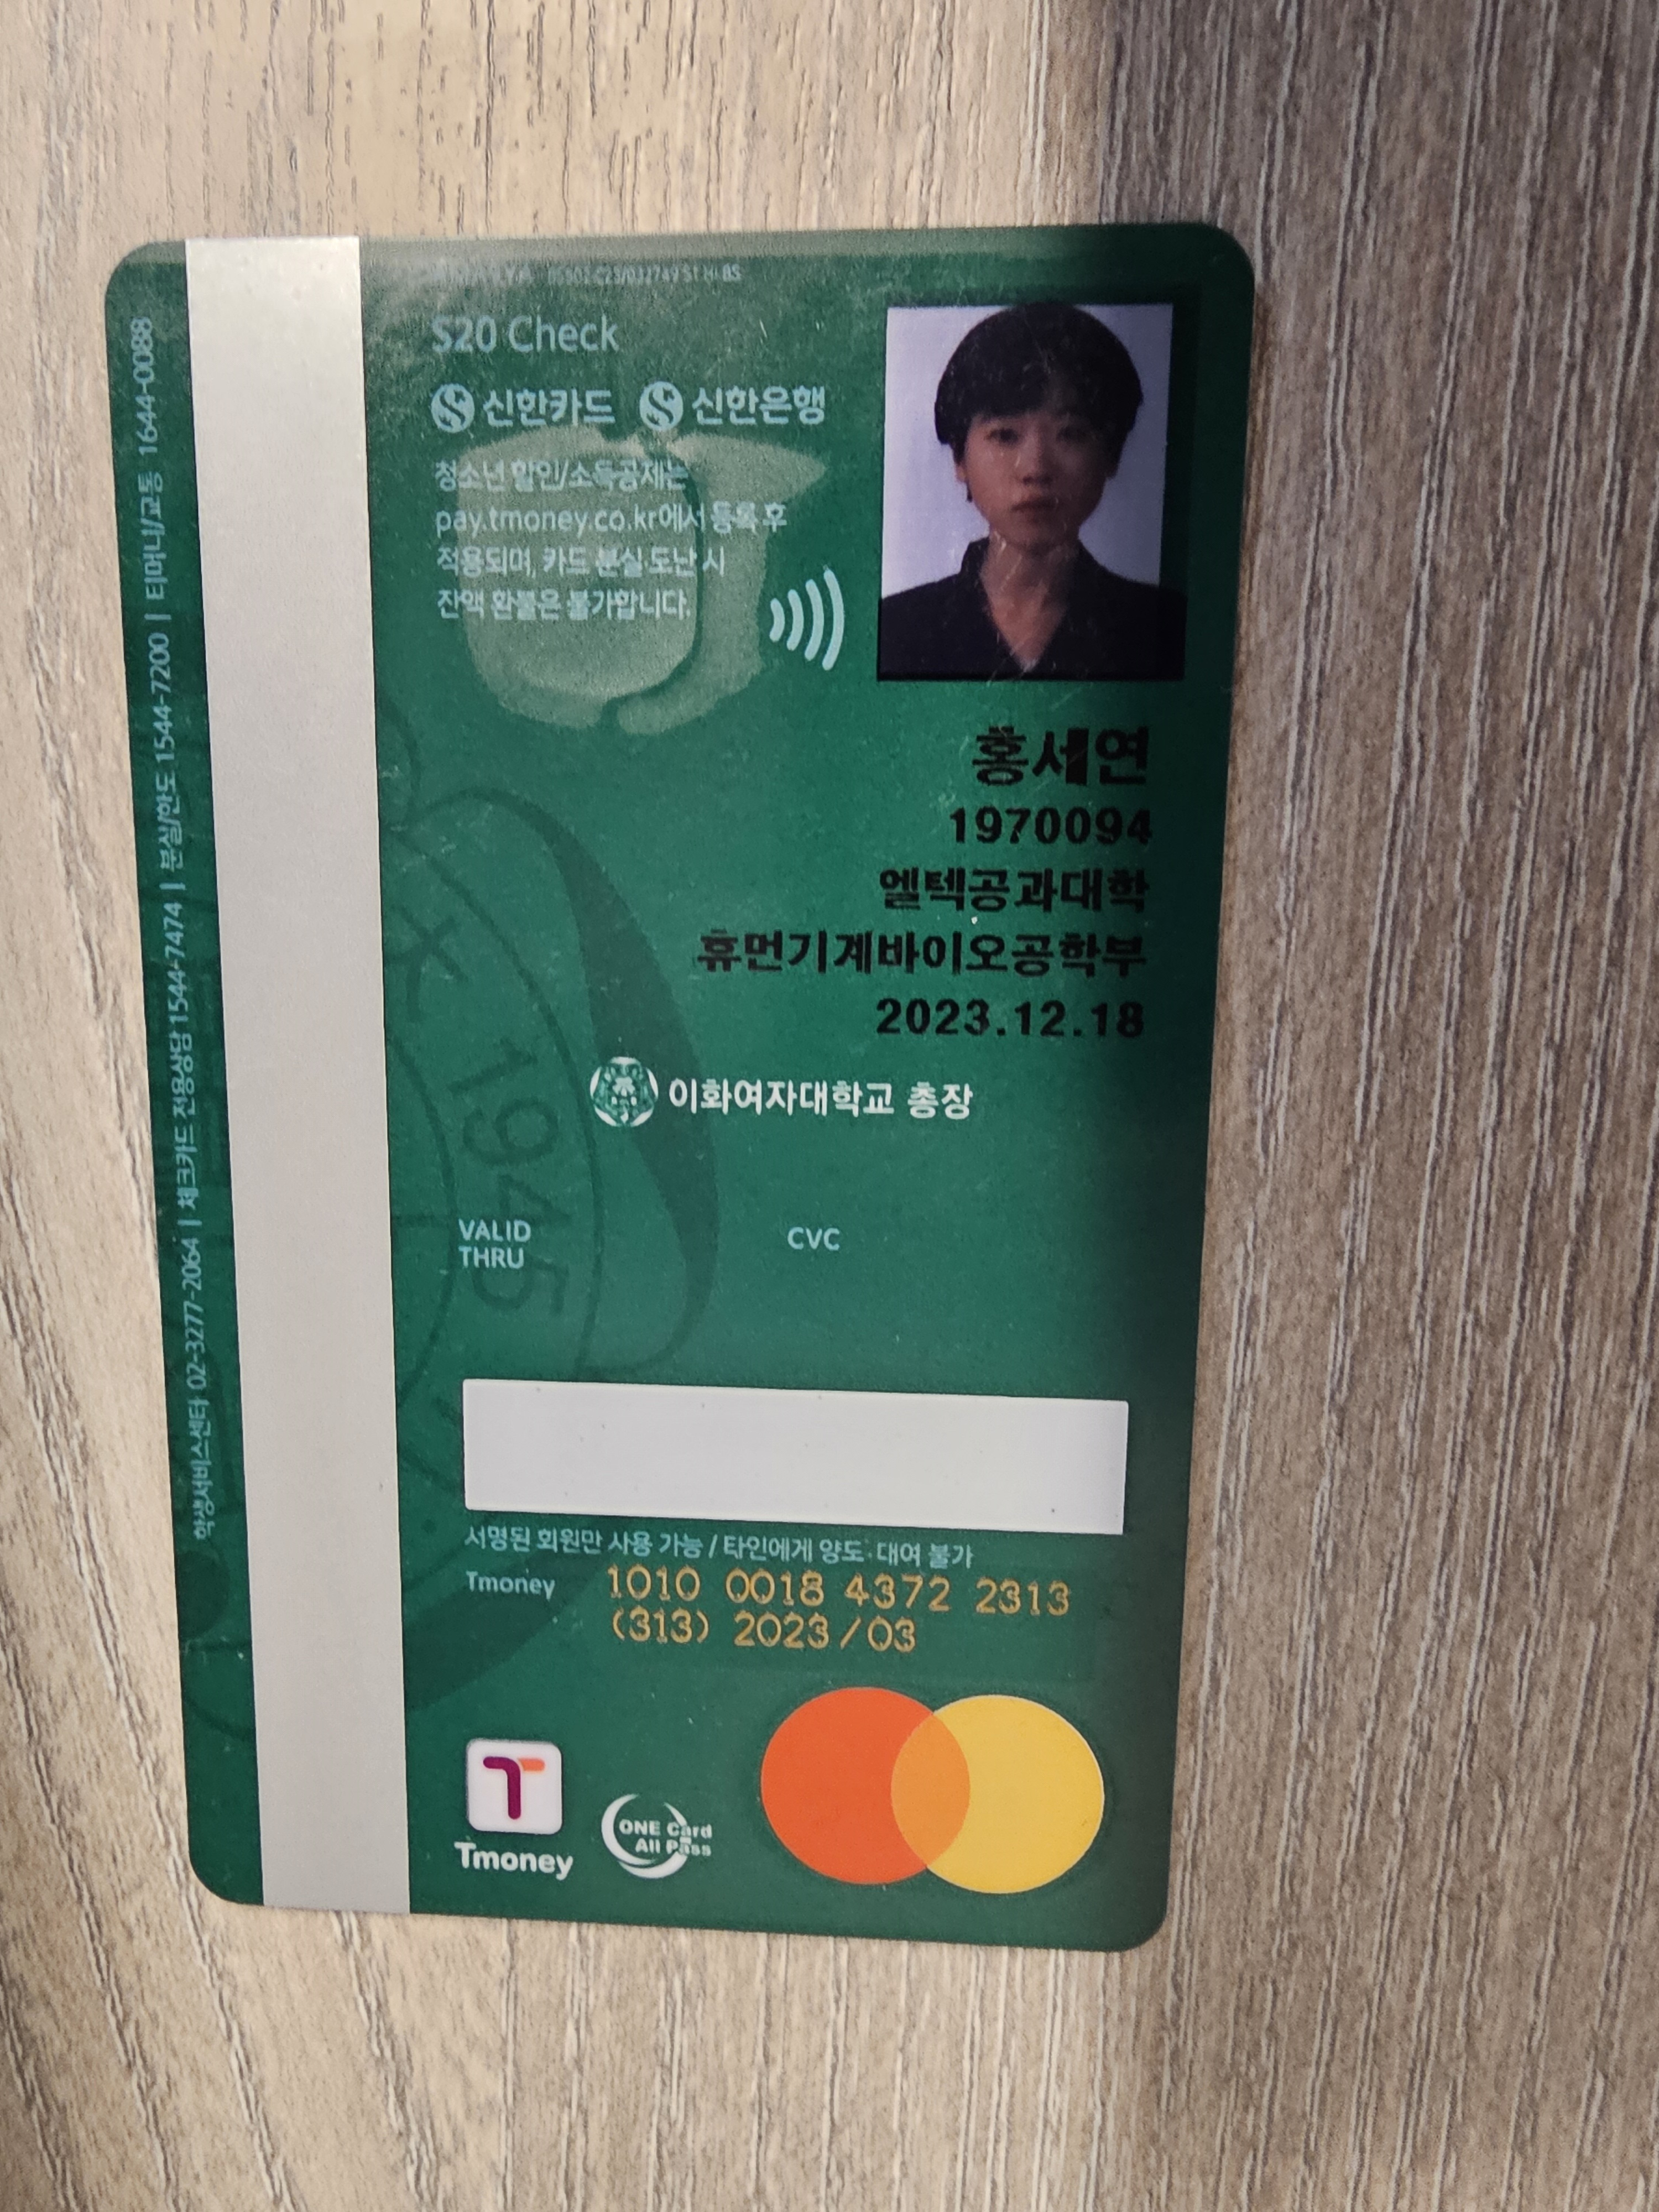 S20 Check
신한카드 신한은행
청소년 할인/소득공제는
pay.tmoney.co.kr에서 등록 후
적용되며, 카드 분실·도난 시
잔액 환불은 불가합니다.
홍세연
1970094
엘텍공과대학
휴먼기계바이오공학부
2023.12.18
이화여자대학교 총장
1945
VALID
THRU
CVC
서명된 회원만 사용 가능 / 타인에게 양도·대여 불가
Tmoney 1010 0018 4372 2313
(313) 2023/03
Tmoney
ONE Card
All Pass
학생서비스센터 02-3277-2064 | 체크카드 전용상담 1544-7474 | 분실/한도 1544-7200 | 티머니/교통 1644-0088